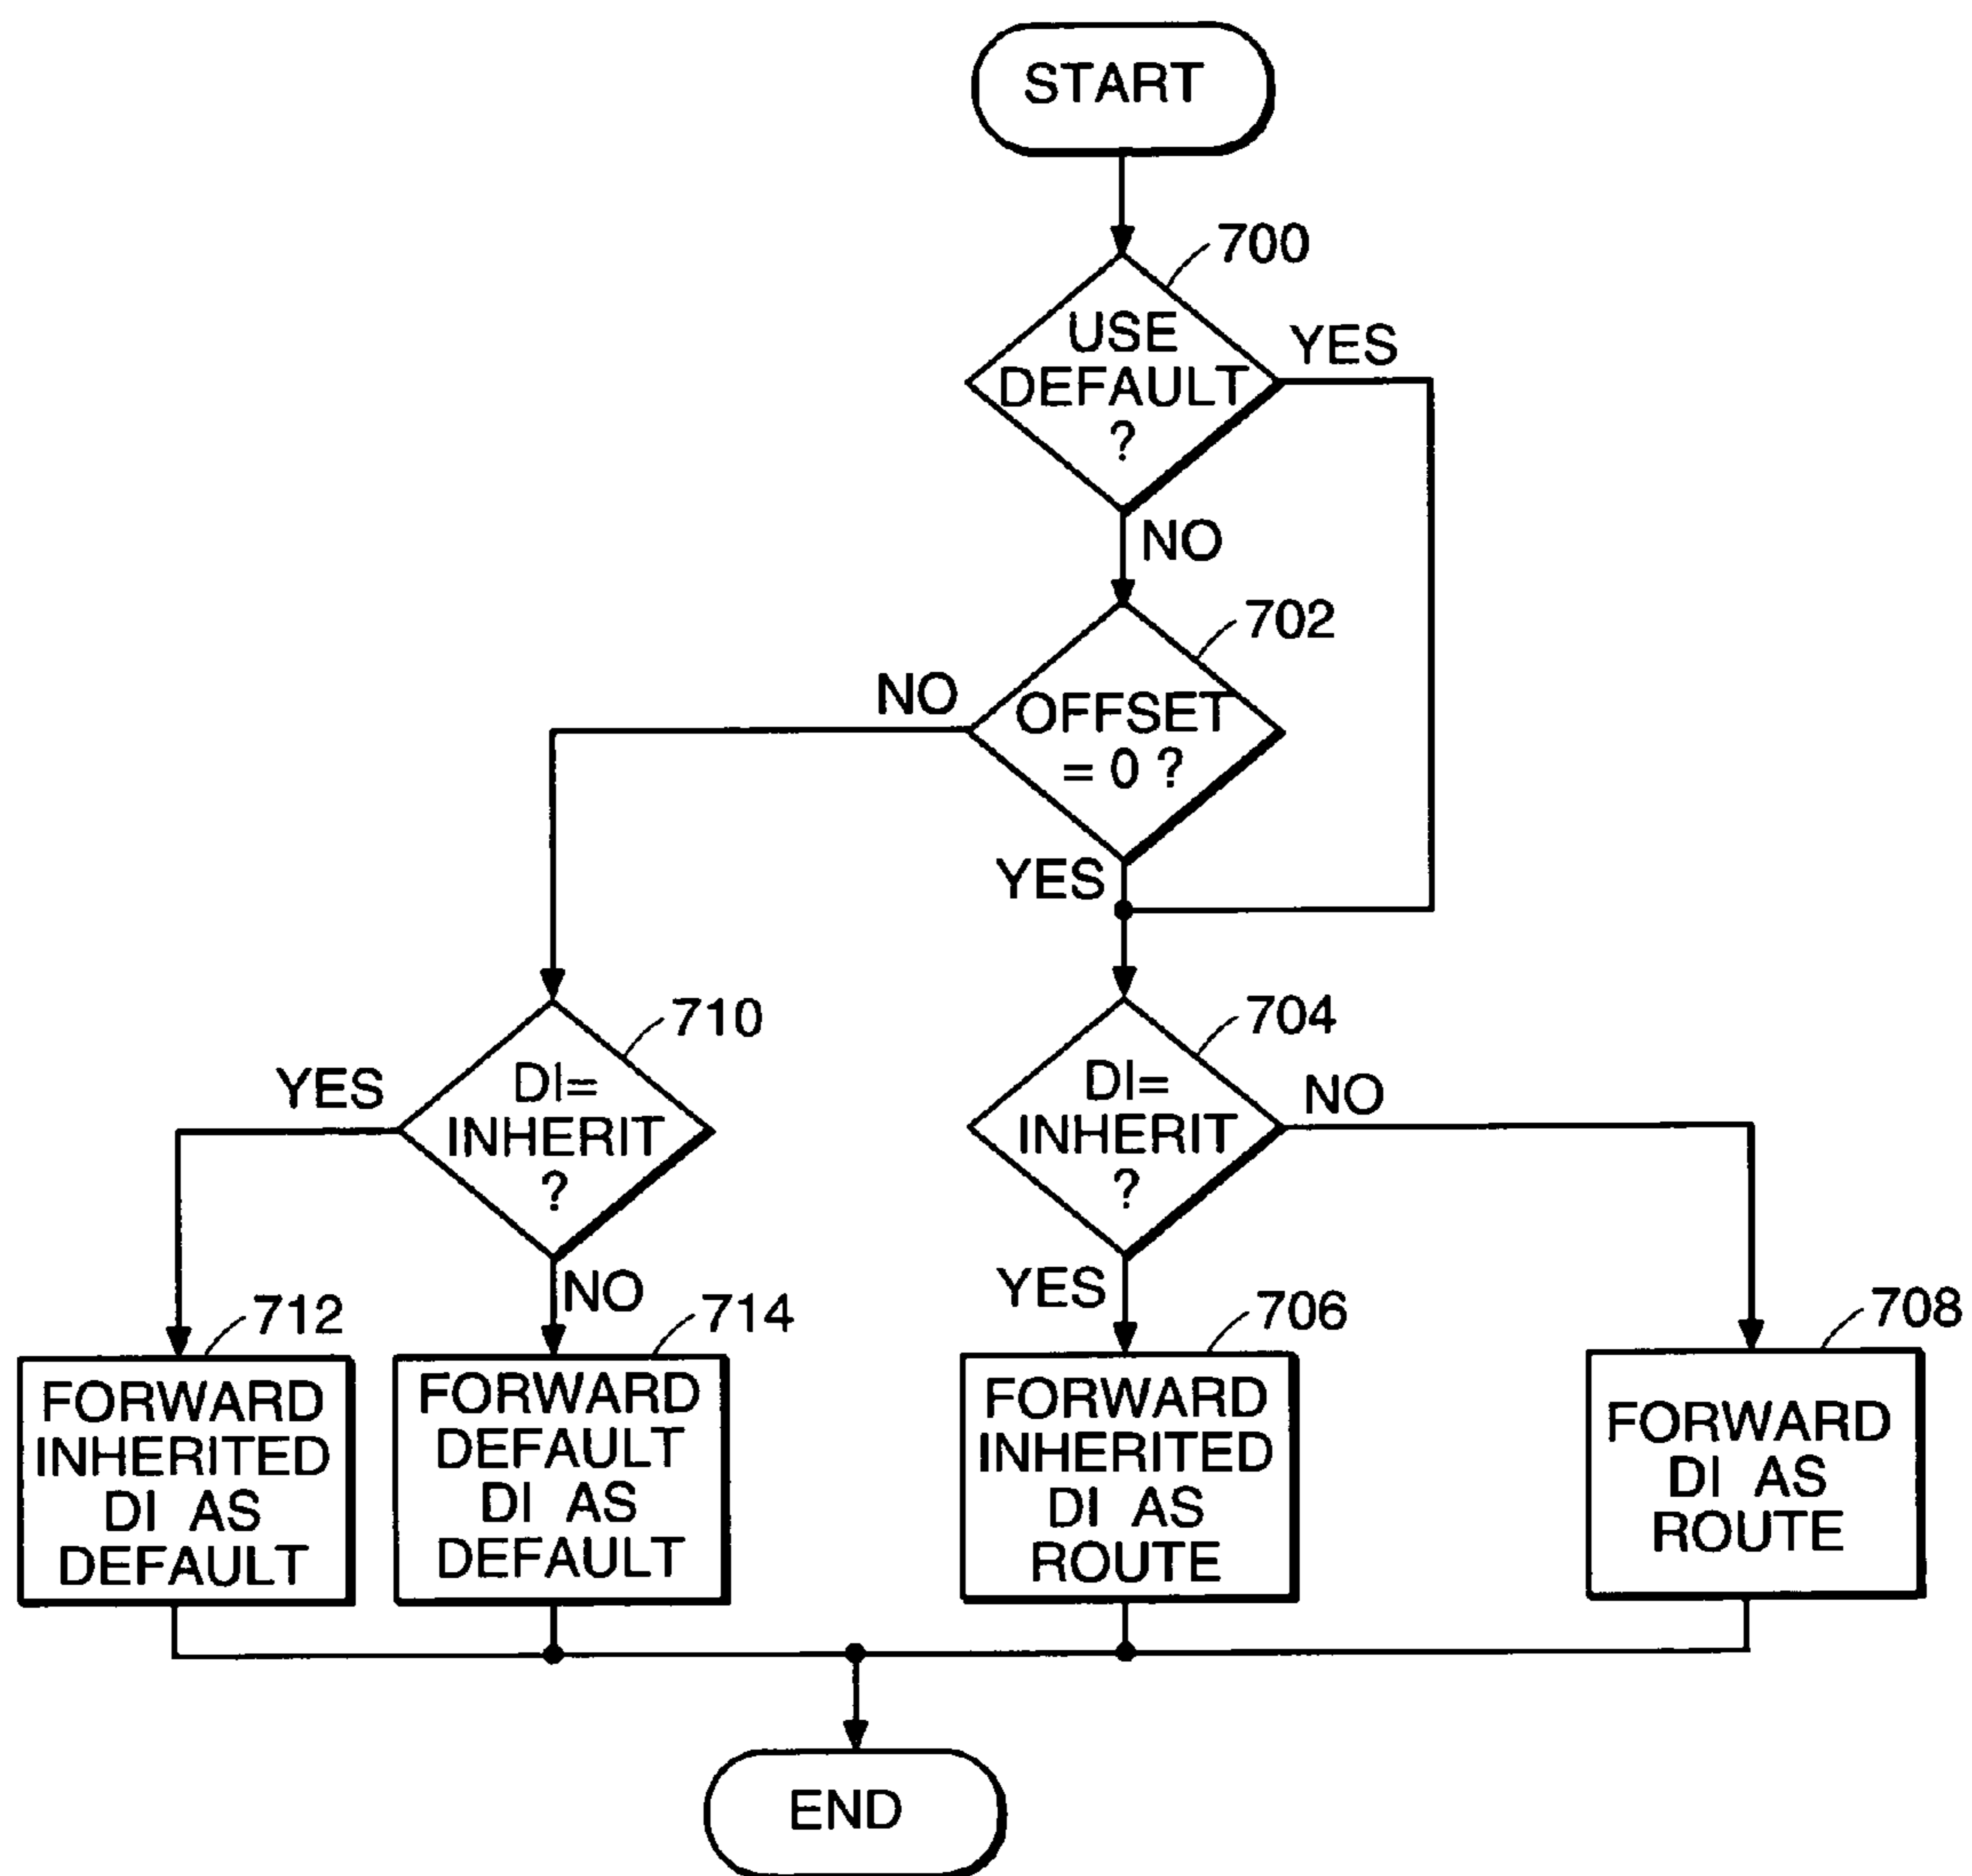 START
700
USE
DEFAULT
?
YES
NO
702
NO
OFFSET
= 0 ?
YES
710
DI=
INHERIT
?
YES
NO
704
DI=
INHERIT
?
NO
YES
712
FORWARD
INHERITED
DI AS
DEFAULT
714
FORWARD
DEFAULT
DI AS
DEFAULT
706
FORWARD
INHERITED
DI AS
ROUTE
708
FORWARD
DI AS
ROUTE
END